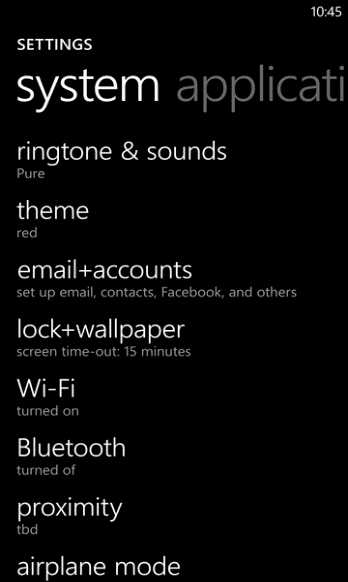 10:45
SETTINGS
system applicati
ringtone & sounds
Pure
theme
red
email+accounts
set up email, contacts, Facebook, and others
lock+wallpaper
screen time-out: 15 minutes
Wi-Fi
turned on
Bluetooth
turned of
proximity
tbd
airplane mode